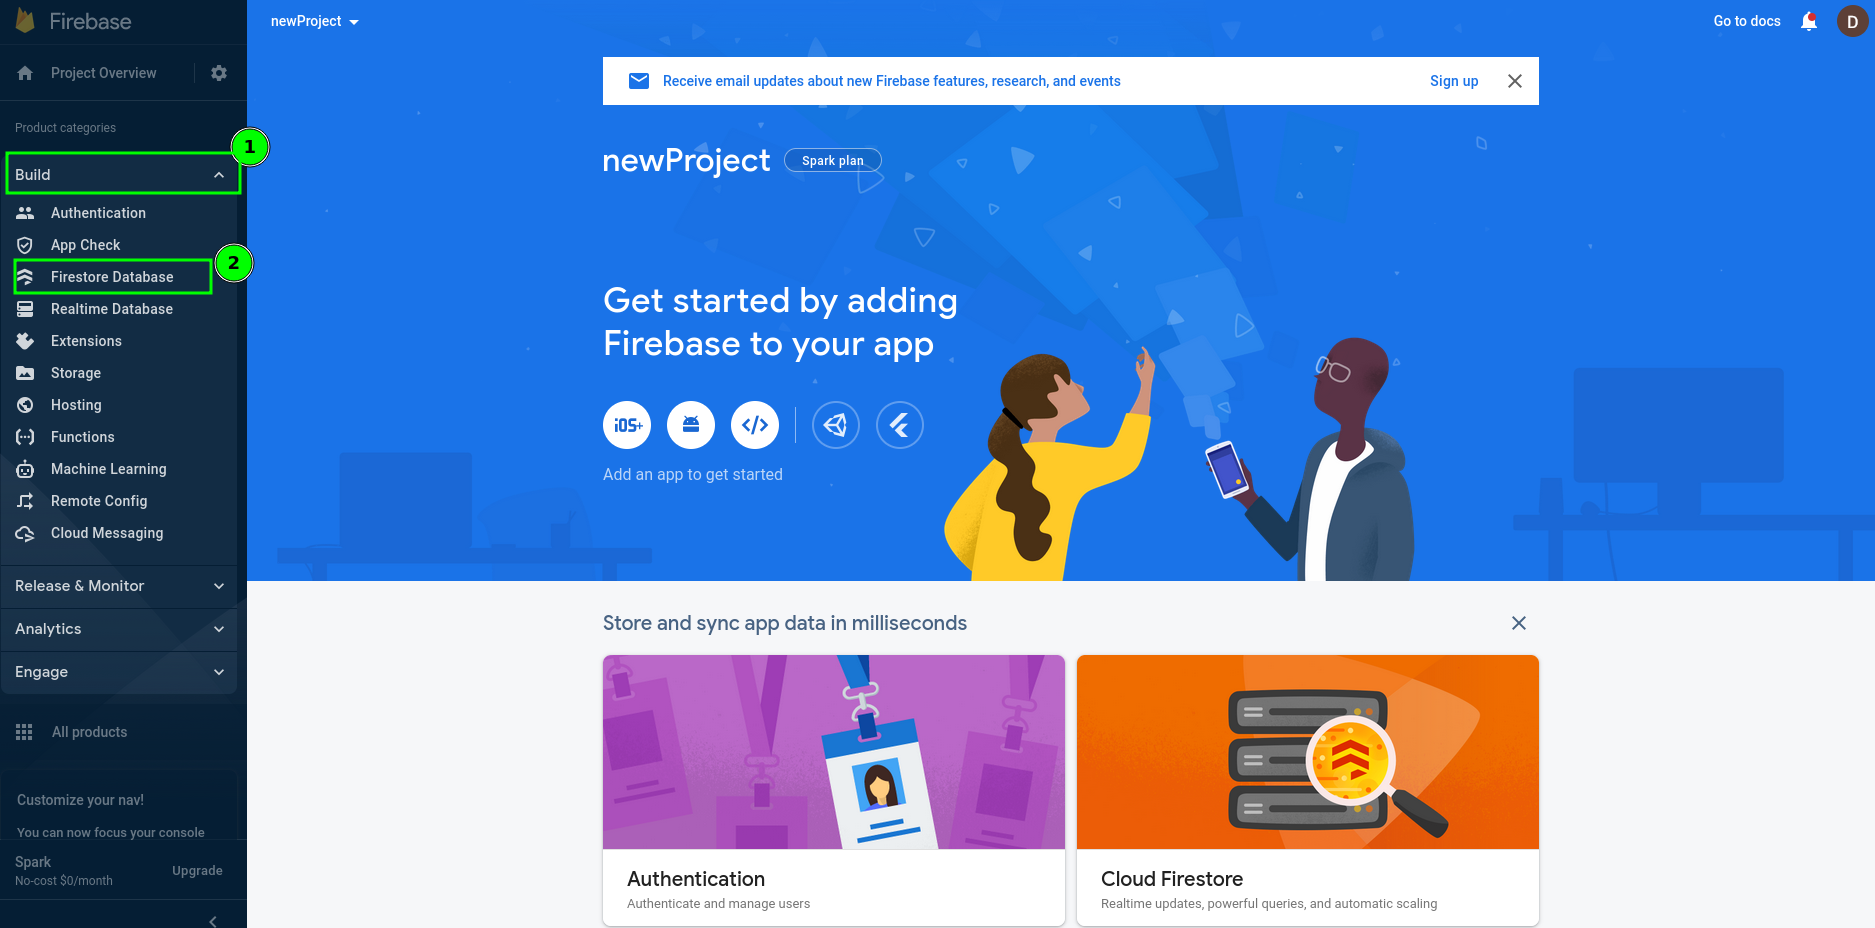 Firebase
newProject
Go to docs
D
Project Overview
Receive email updates about new Firebase features, research, and events
Sign up
Product categories
1
Build
newProject
Spark plan
Authentication
App Check
2
Firestore Database
Realtime Database
Extensions
Storage
Hosting
Functions
Machine Learning
Remote Config
Cloud Messaging
Release & Monitor
Analytics
Engage
All products
Customize your nav!
You can now focus your console
Spark
No-cost $0/month
Upgrade
Get started by adding
Firebase to your app
iOS+
Add an app to get started
Store and sync app data in milliseconds
Authentication
Authenticate and manage users
Cloud Firestore
Realtime updates, powerful queries, and automatic scaling